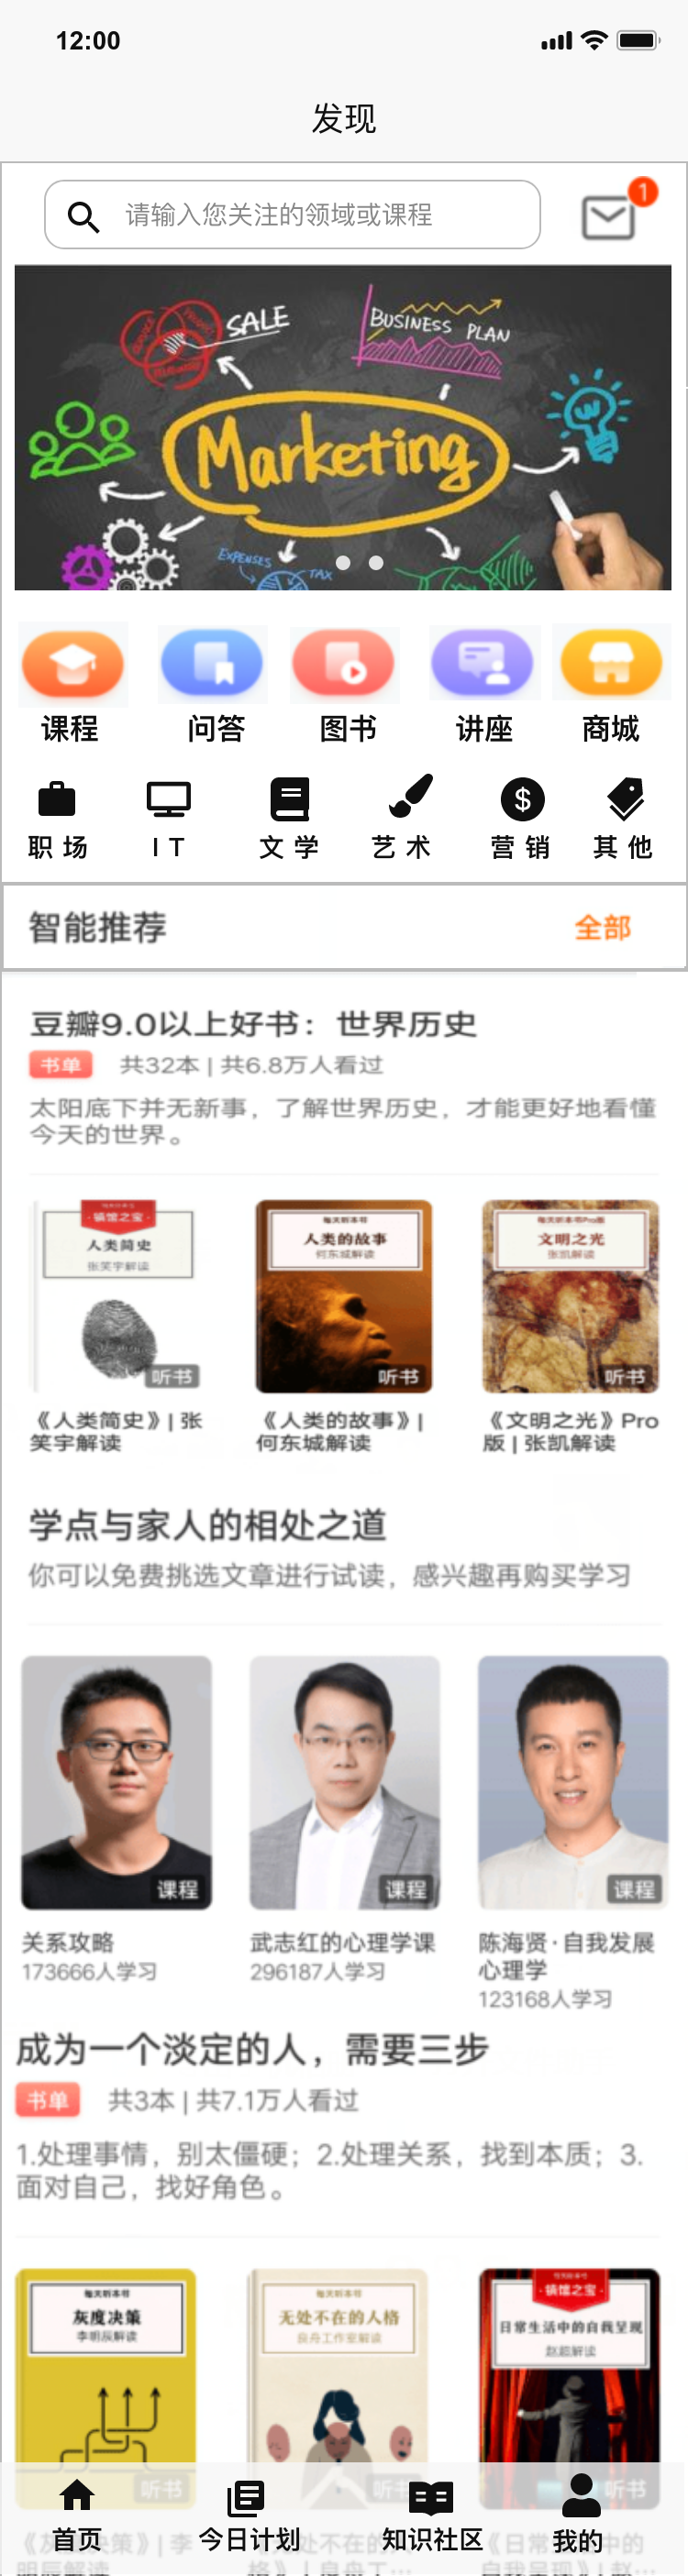 12:00
发现
请输入您关注的领域或课程
1
SALE
BUSINESS PLAN
Marketing
EXPENSES
TAX
课程 问答 图书 讲座 商城
职场 IT 文学 艺术 营销 其他
智能推荐 全部
豆瓣9.0以上好书：世界历史
书单 共32本 | 共6.8万人看过
太阳底下并无新事，了解世界历史，才能更好地看懂
今天的世界。
镇馆之宝 每天听本书 每天听本书Pro版
人类简史 人类的故事 文明之光
张笑宇解读 何东城解读 张凯解读
听书 听书 听书
《人类简史》| 张 《人类的故事》| 《文明之光》Pro
笑宇解读 何东城解读 版 | 张凯解读
学点与家人的相处之道
你可以免费挑选文章进行试读，感兴趣再购买学习
课程 课程 课程
关系攻略 武志红的心理学课 陈海贤·自我发展
173666人学习 296187人学习 心理学
123168人学习
成为一个淡定的人，需要三步
书单 共3本 | 共7.1万人看过
1.处理事情，别太僵硬；2.处理关系，找到本质；3.
面对自己，找好角色。
每天听本书 每天听本书 镇馆之宝
灰度决策 无处不在的人格 日常生活中的自我呈现
李明辰解读 良舟工作室解读 赵超解读
听书 听书 听书
首页 今日计划 知识社区 我的